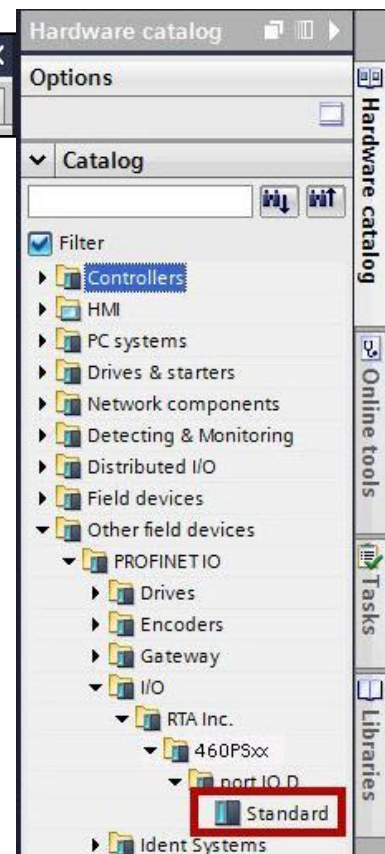 Hardware catalog
Options
Catalog
Filter
Controllers
HMI
PC systems
Drives & starters
Network components
Detecting & Monitoring
Distributed I/O
Field devices
Other field devices
PROFINET IO
Drives
Encoders
Gateway
I/O
RTA Inc.
460PSxx
port IO D
Standard
Ident Systems
Hardware catalog
Online tools
Tasks
Libraries